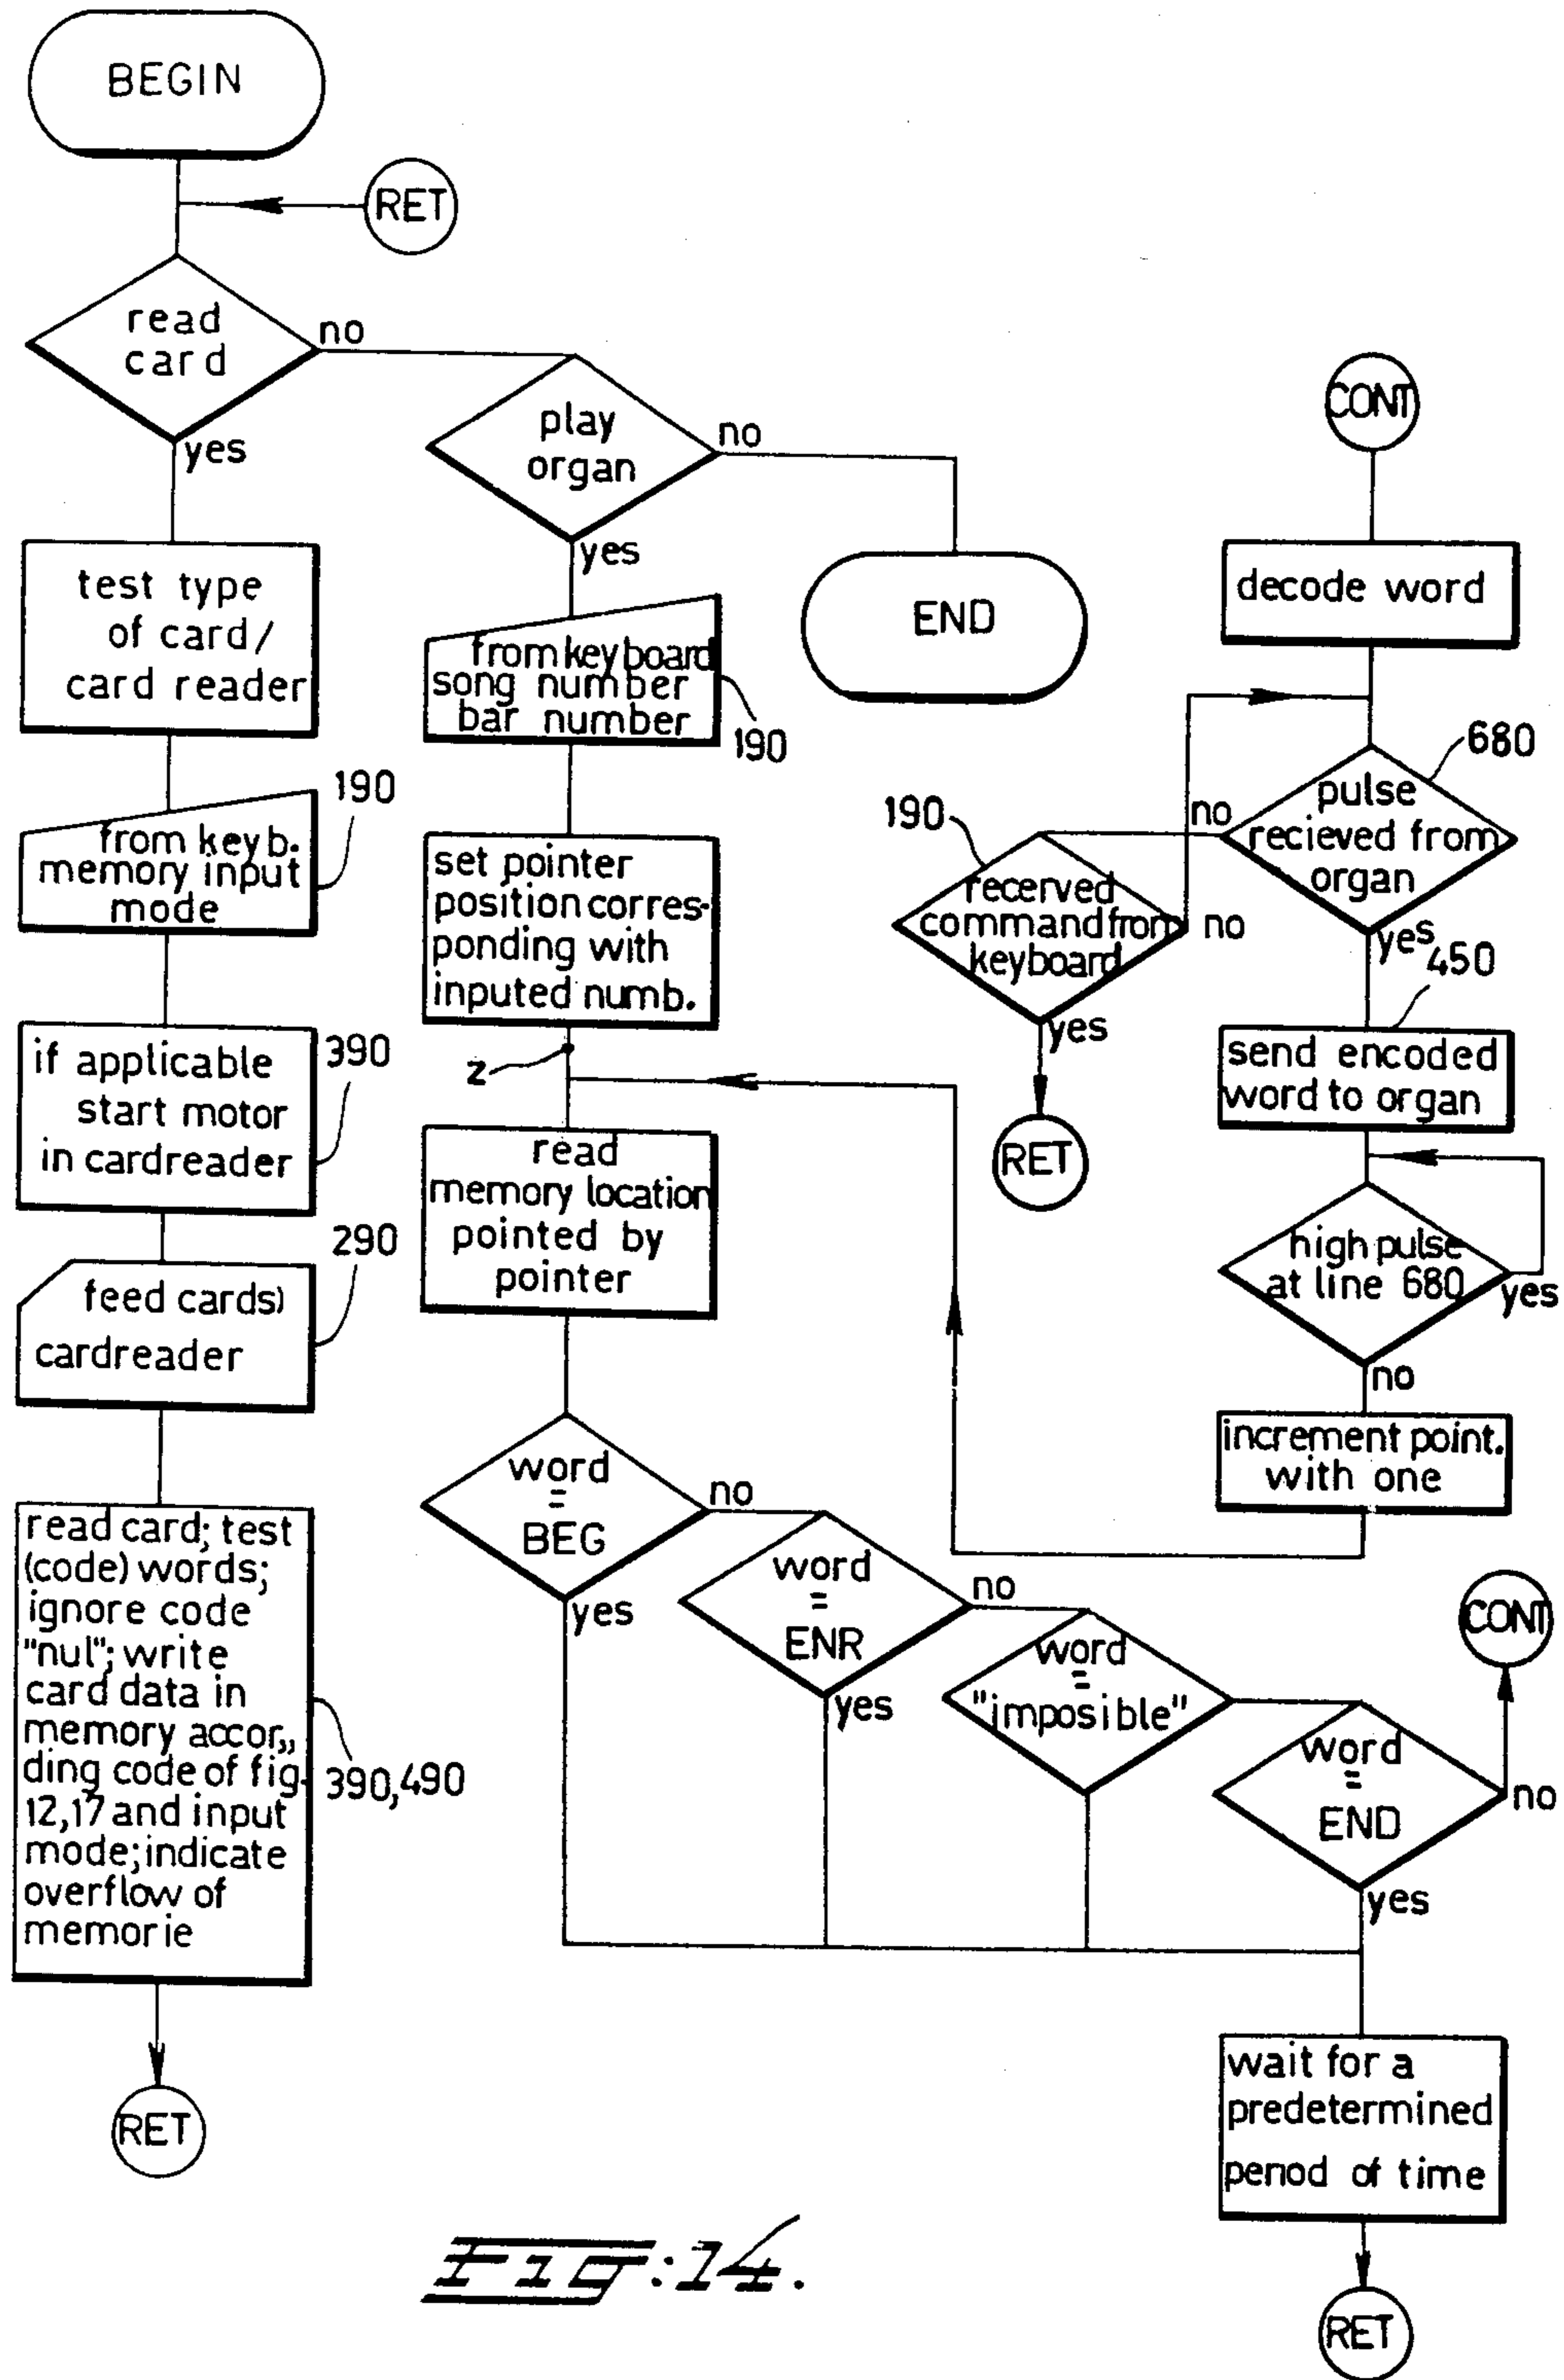 BEGIN
RET
read
card
no
yes
test type
of card/
card reader
190
from keyb.
memory input
mode
if applicable
start motor
in cardreader
390
feed cards)
cardreader
290
read card; test
(code) words;
ignore code
"nul"; write
card data in
memory accor,,
ding code of fig.
12,17 and input
mode; indicate
overflow of
memorie
390,490
RET
play
organ
no
yes
END
from keyboard
song number
bar number
190
set pointer
position corres-
ponding with
inputed numb.
z
read
memory location
pointed by
pointer
word
=
BEG
no
yes
word
=
ENR
no
yes
word
=
"imposible"
word
=
END
no
yes
CONT
wait for a
predetermined
penod of time
RET
CONT
decode word
680
pulse
recieved from
organ
no
yes
190
recerved
command from
keyboard
no
yes
RET
450
send encoded
word to organ
high pulse
at line 680
yes
no
increment point.
with one
Fig:14.